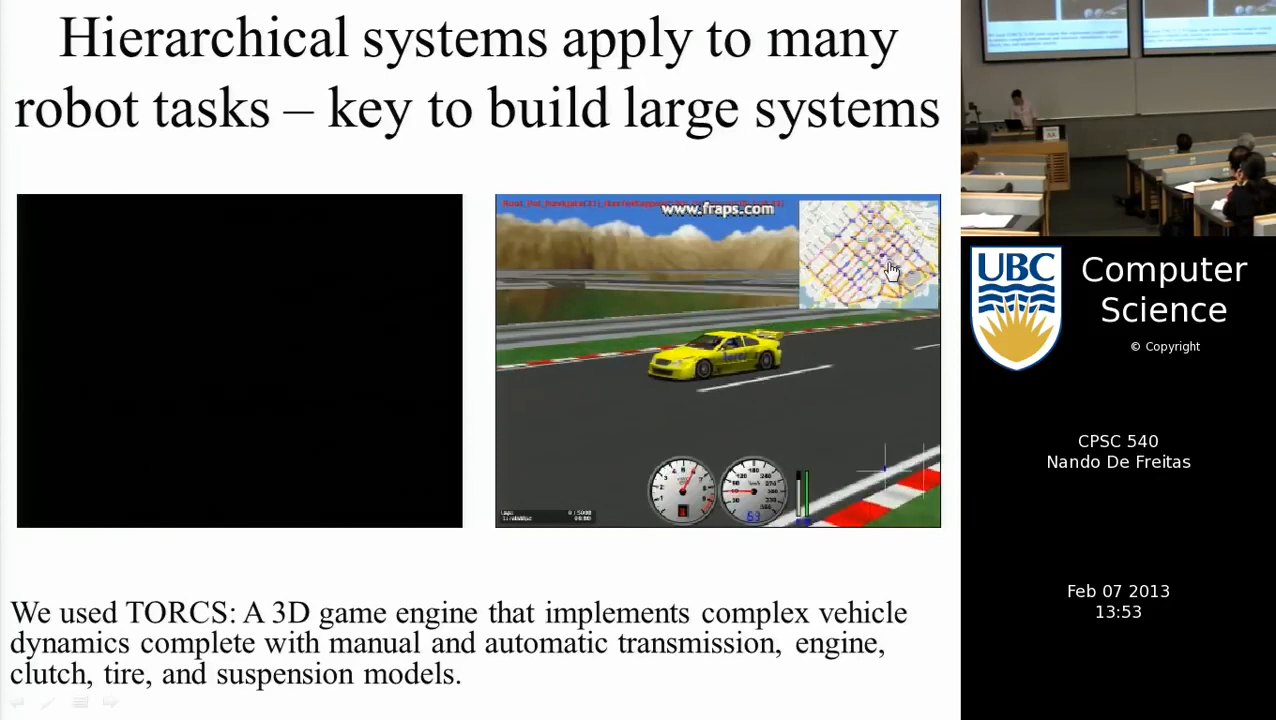 Hierarchical systems apply to many
robot tasks – key to build large systems
www.fraps.com
63
We used TORCS: A 3D game engine that implements complex vehicle
dynamics complete with manual and automatic transmission, engine,
clutch, tire, and suspension models.
UBC
Computer
Science
© Copyright
CPSC 540
Nando De Freitas
Feb 07 2013
13:53